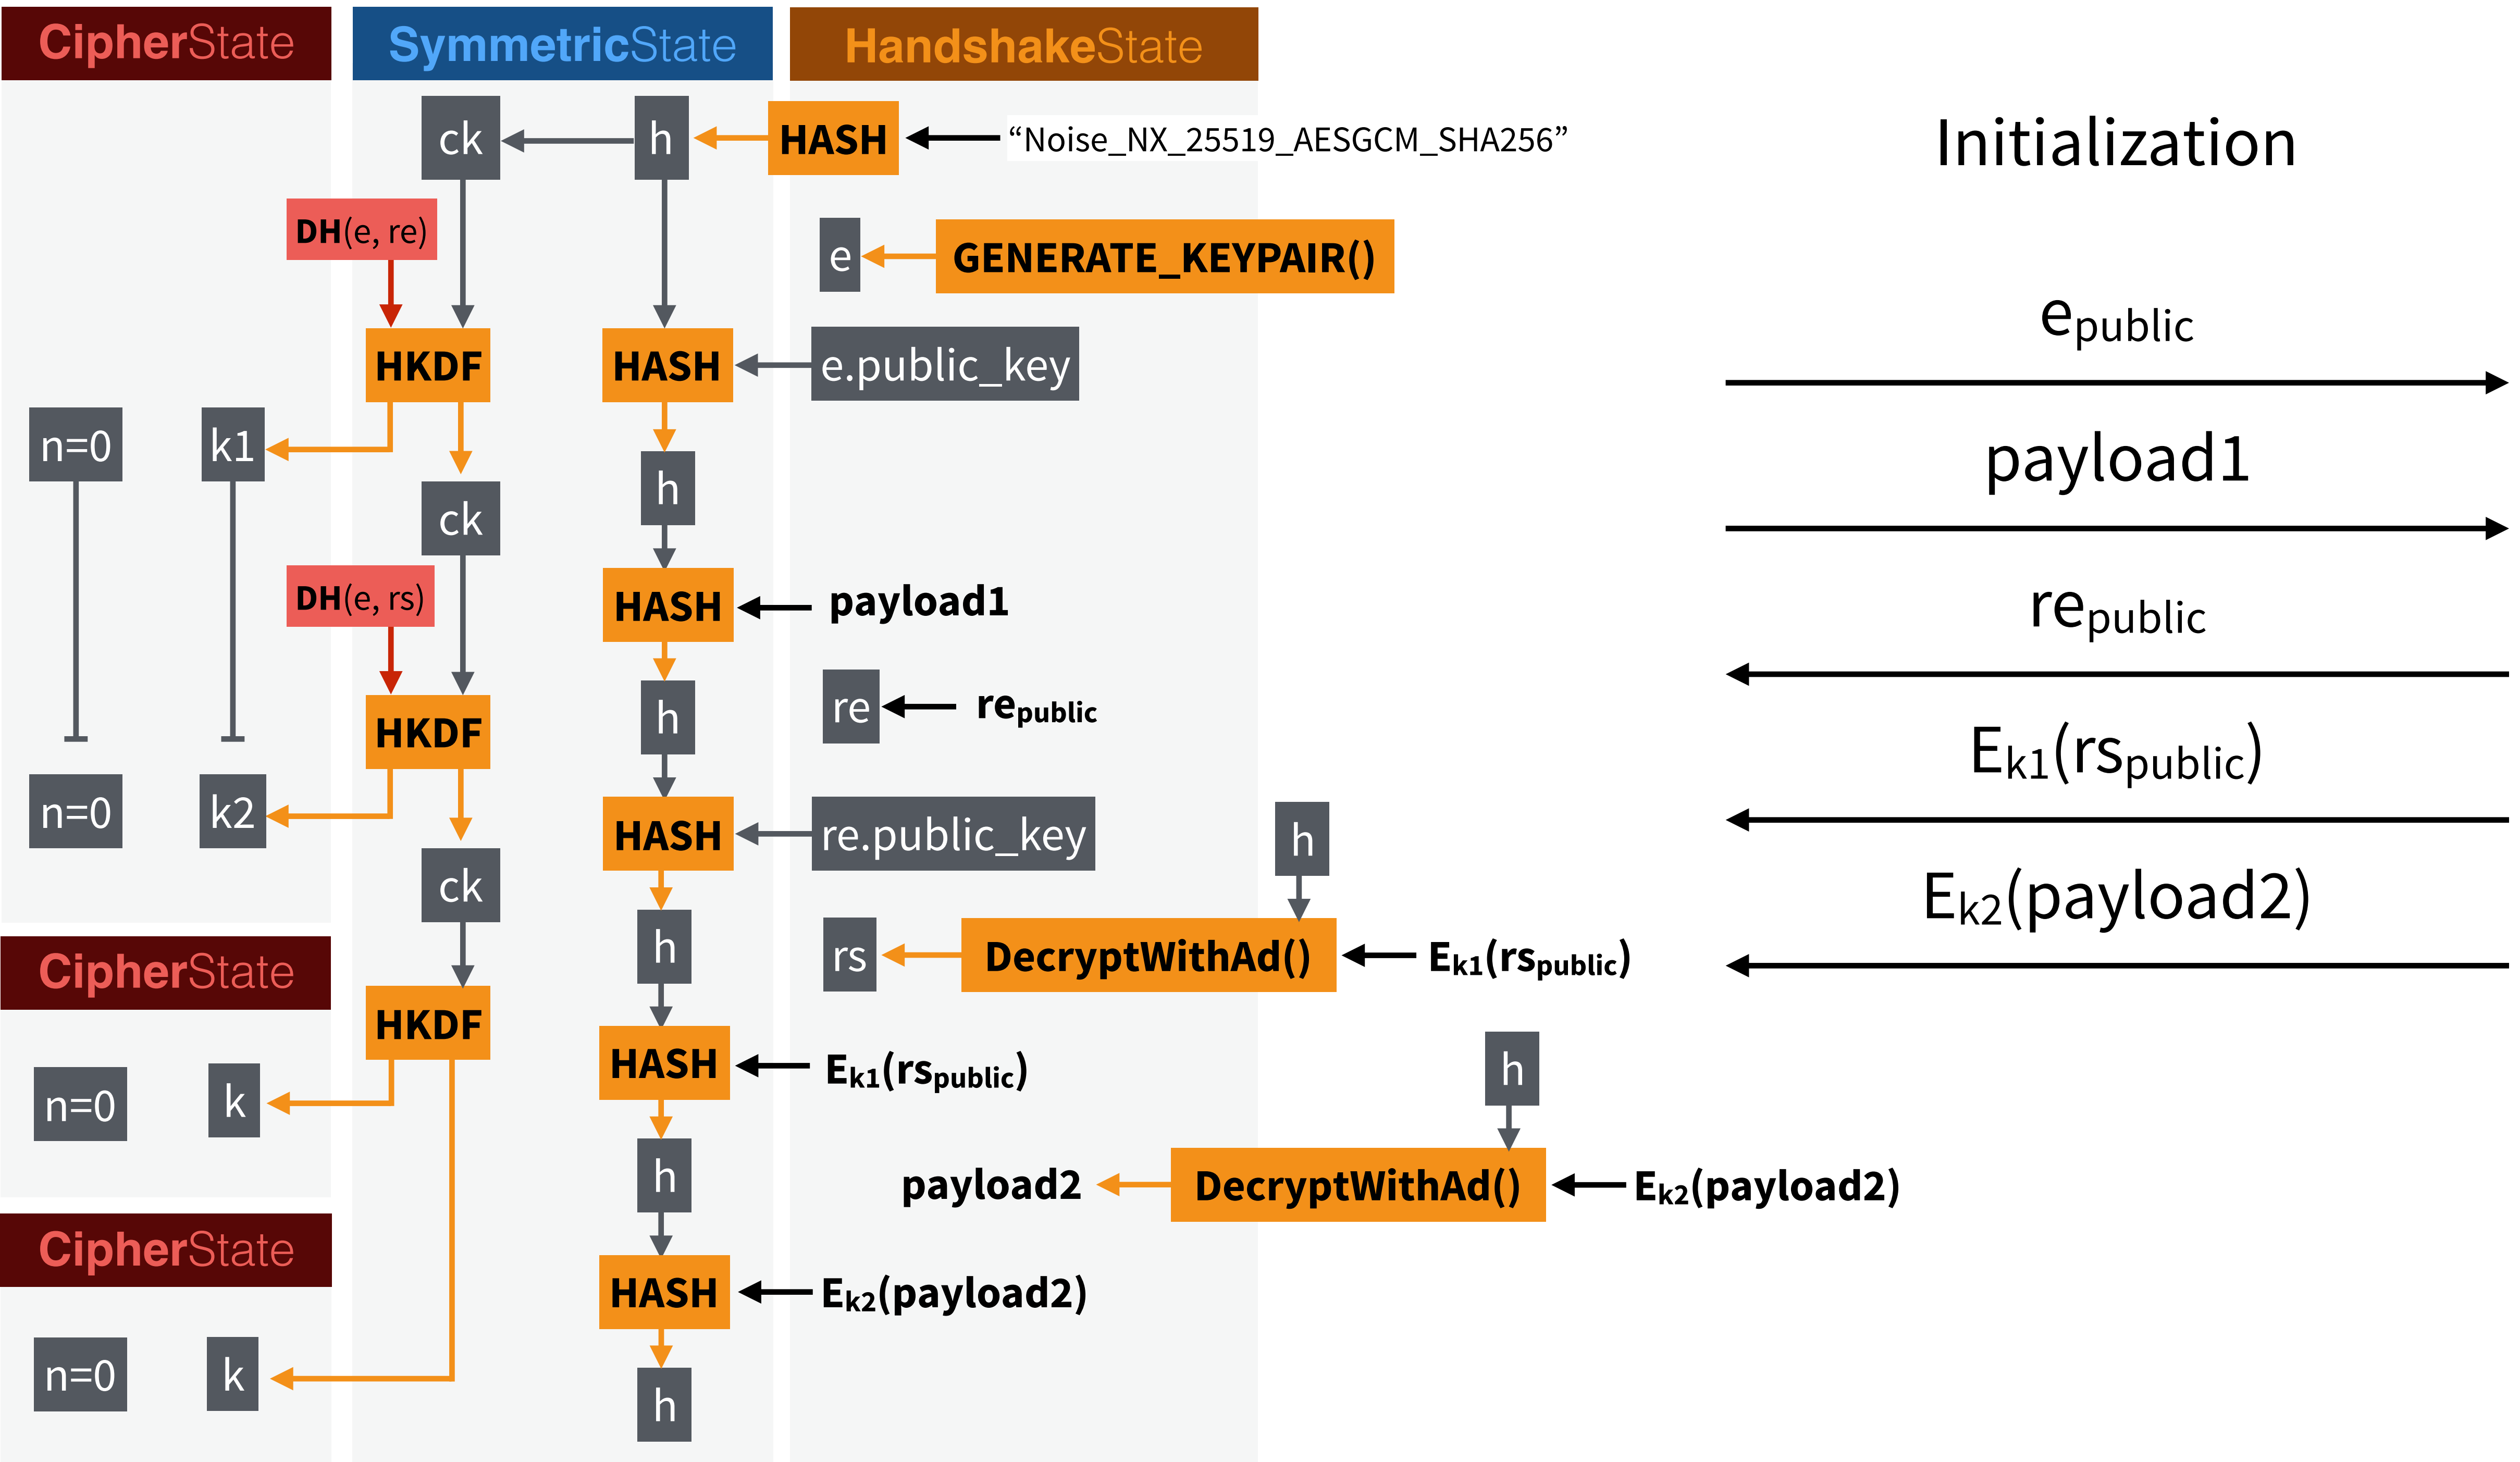 CipherState
SymmetricState
HandshakeState
ck
h
HASH
“Noise_NX_25519_AESGCM_SHA256”
Initialization
DH(e, re)
e
GENERATE_KEYPAIR()
epublic
HKDF
HASH
e.public_key
n=0
k1
h
payload1
ck
DH(e, rs)
HASH
payload1
republic
h
re
republic
HKDF
Ek1(rspublic)
n=0
k2
HASH
re.public_key
h
ck
Ek2(payload2)
h
rs
DecryptWithAd()
Ek1(rspublic)
CipherState
HKDF
HASH
Ek1(rspublic)
h
n=0
k
h
payload2
DecryptWithAd()
Ek2(payload2)
CipherState
HASH
Ek2(payload2)
n=0
k
h